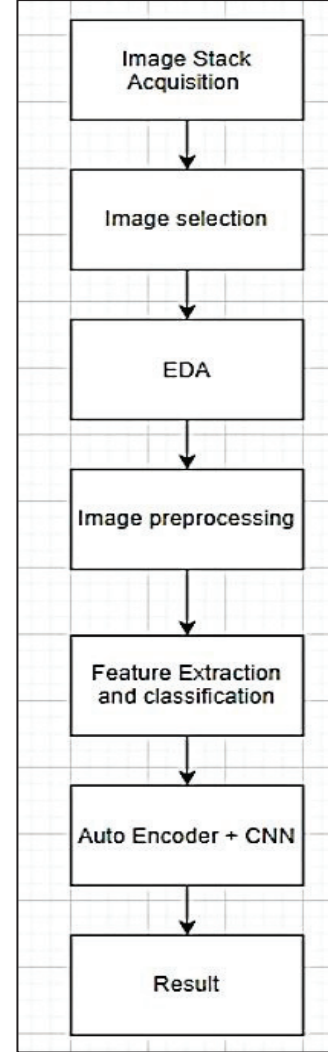 Image Stack
Acquisition
Image selection
EDA
Image preprocessing
Feature Extraction
and classification
Auto Encoder + CNN
Result